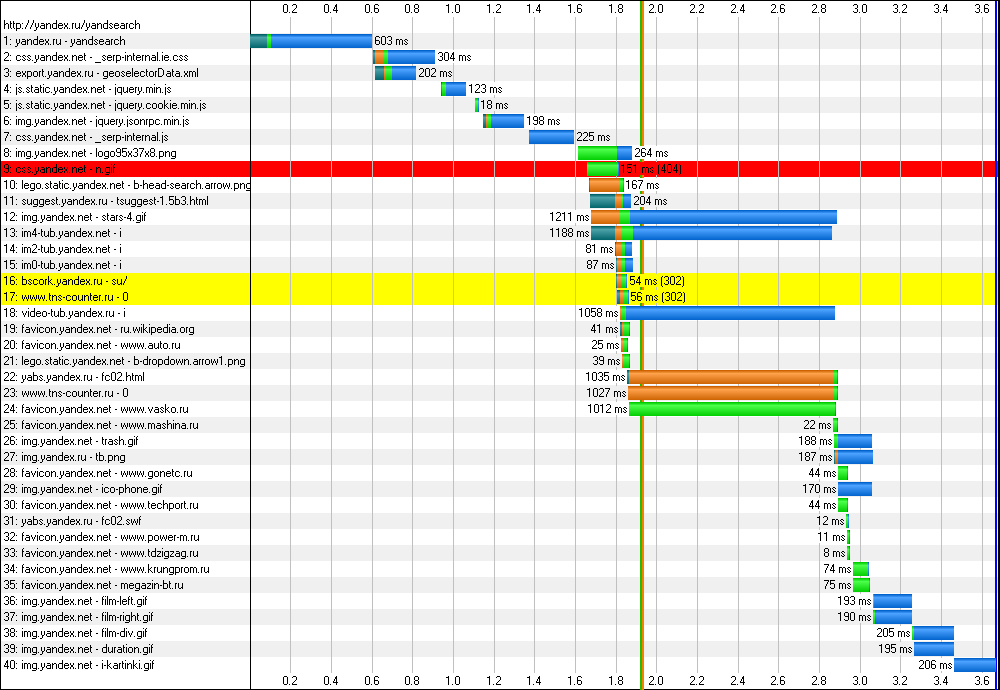 0.2 0.4 0.6 0.8 1.0 1.2 1.4 1.6 1.8 2.0 2.2 2.4 2.6 2.8 3.0 3.2 3.4 3.6
http://yandex.ru/yandsearch
1: yandex.ru - yandsearch 603 ms
2: css.yandex.net - _serp-internal.ie.css 304 ms
3: export.yandex.ru - geoselectorData.xml 202 ms
4: js.static.yandex.net - jquery.min.js 123 ms
5: js.static.yandex.net - jquery.cookie.min.js 18 ms
6: img.yandex.net - jquery.jsonrpc.min.js 198 ms
7: css.yandex.net - _serp-internal.js 225 ms
8: img.yandex.net - logo95x37x8.png 264 ms
9: css.yandex.net - n.gif 151 ms (404)
10: lego.static.yandex.net - b-head-search.arrow.png 167 ms
11: suggest.yandex.ru - tsuggest-1.5b3.html 204 ms
12: img.yandex.net - stars-4.gif 1211 ms
13: im4-tub.yandex.net - i 1188 ms
14: im2-tub.yandex.net - i 81 ms
15: im0-tub.yandex.net - i 87 ms
16: bscork.yandex.ru - su/ 54 ms (302)
17: www.tns-counter.ru - 0 56 ms (302)
18: video-tub.yandex.ru - i 1058 ms
19: favicon.yandex.net - ru.wikipedia.org 41 ms
20: favicon.yandex.net - www.auto.ru 25 ms
21: lego.static.yandex.net - b-dropdown.arrow1.png 39 ms
22: yabs.yandex.ru - fc02.html 1035 ms
23: www.tns-counter.ru - 0 1027 ms
24: favicon.yandex.net - www.vasko.ru 1012 ms
25: favicon.yandex.net - www.mashina.ru 22 ms
26: img.yandex.net - trash.gif 188 ms
27: img.yandex.ru - tb.png 187 ms
28: favicon.yandex.net - www.gonetc.ru 44 ms
29: img.yandex.net - ico-phone.gif 170 ms
30: favicon.yandex.net - www.techport.ru 44 ms
31: yabs.yandex.ru - fc02.swf 12 ms
32: favicon.yandex.net - www.power-m.ru 11 ms
33: favicon.yandex.net - www.tdzigzag.ru 8 ms
34: favicon.yandex.net - www.krungprom.ru 74 ms
35: favicon.yandex.net - megazin-bt.ru 75 ms
36: img.yandex.net - film-left.gif 193 ms
37: img.yandex.net - film-right.gif 190 ms
38: img.yandex.net - film-div.gif 205 ms
39: img.yandex.net - duration.gif 195 ms
40: img.yandex.net - i-kartinki.gif 206 ms
0.2 0.4 0.6 0.8 1.0 1.2 1.4 1.6 1.8 2.0 2.2 2.4 2.6 2.8 3.0 3.2 3.4 3.6